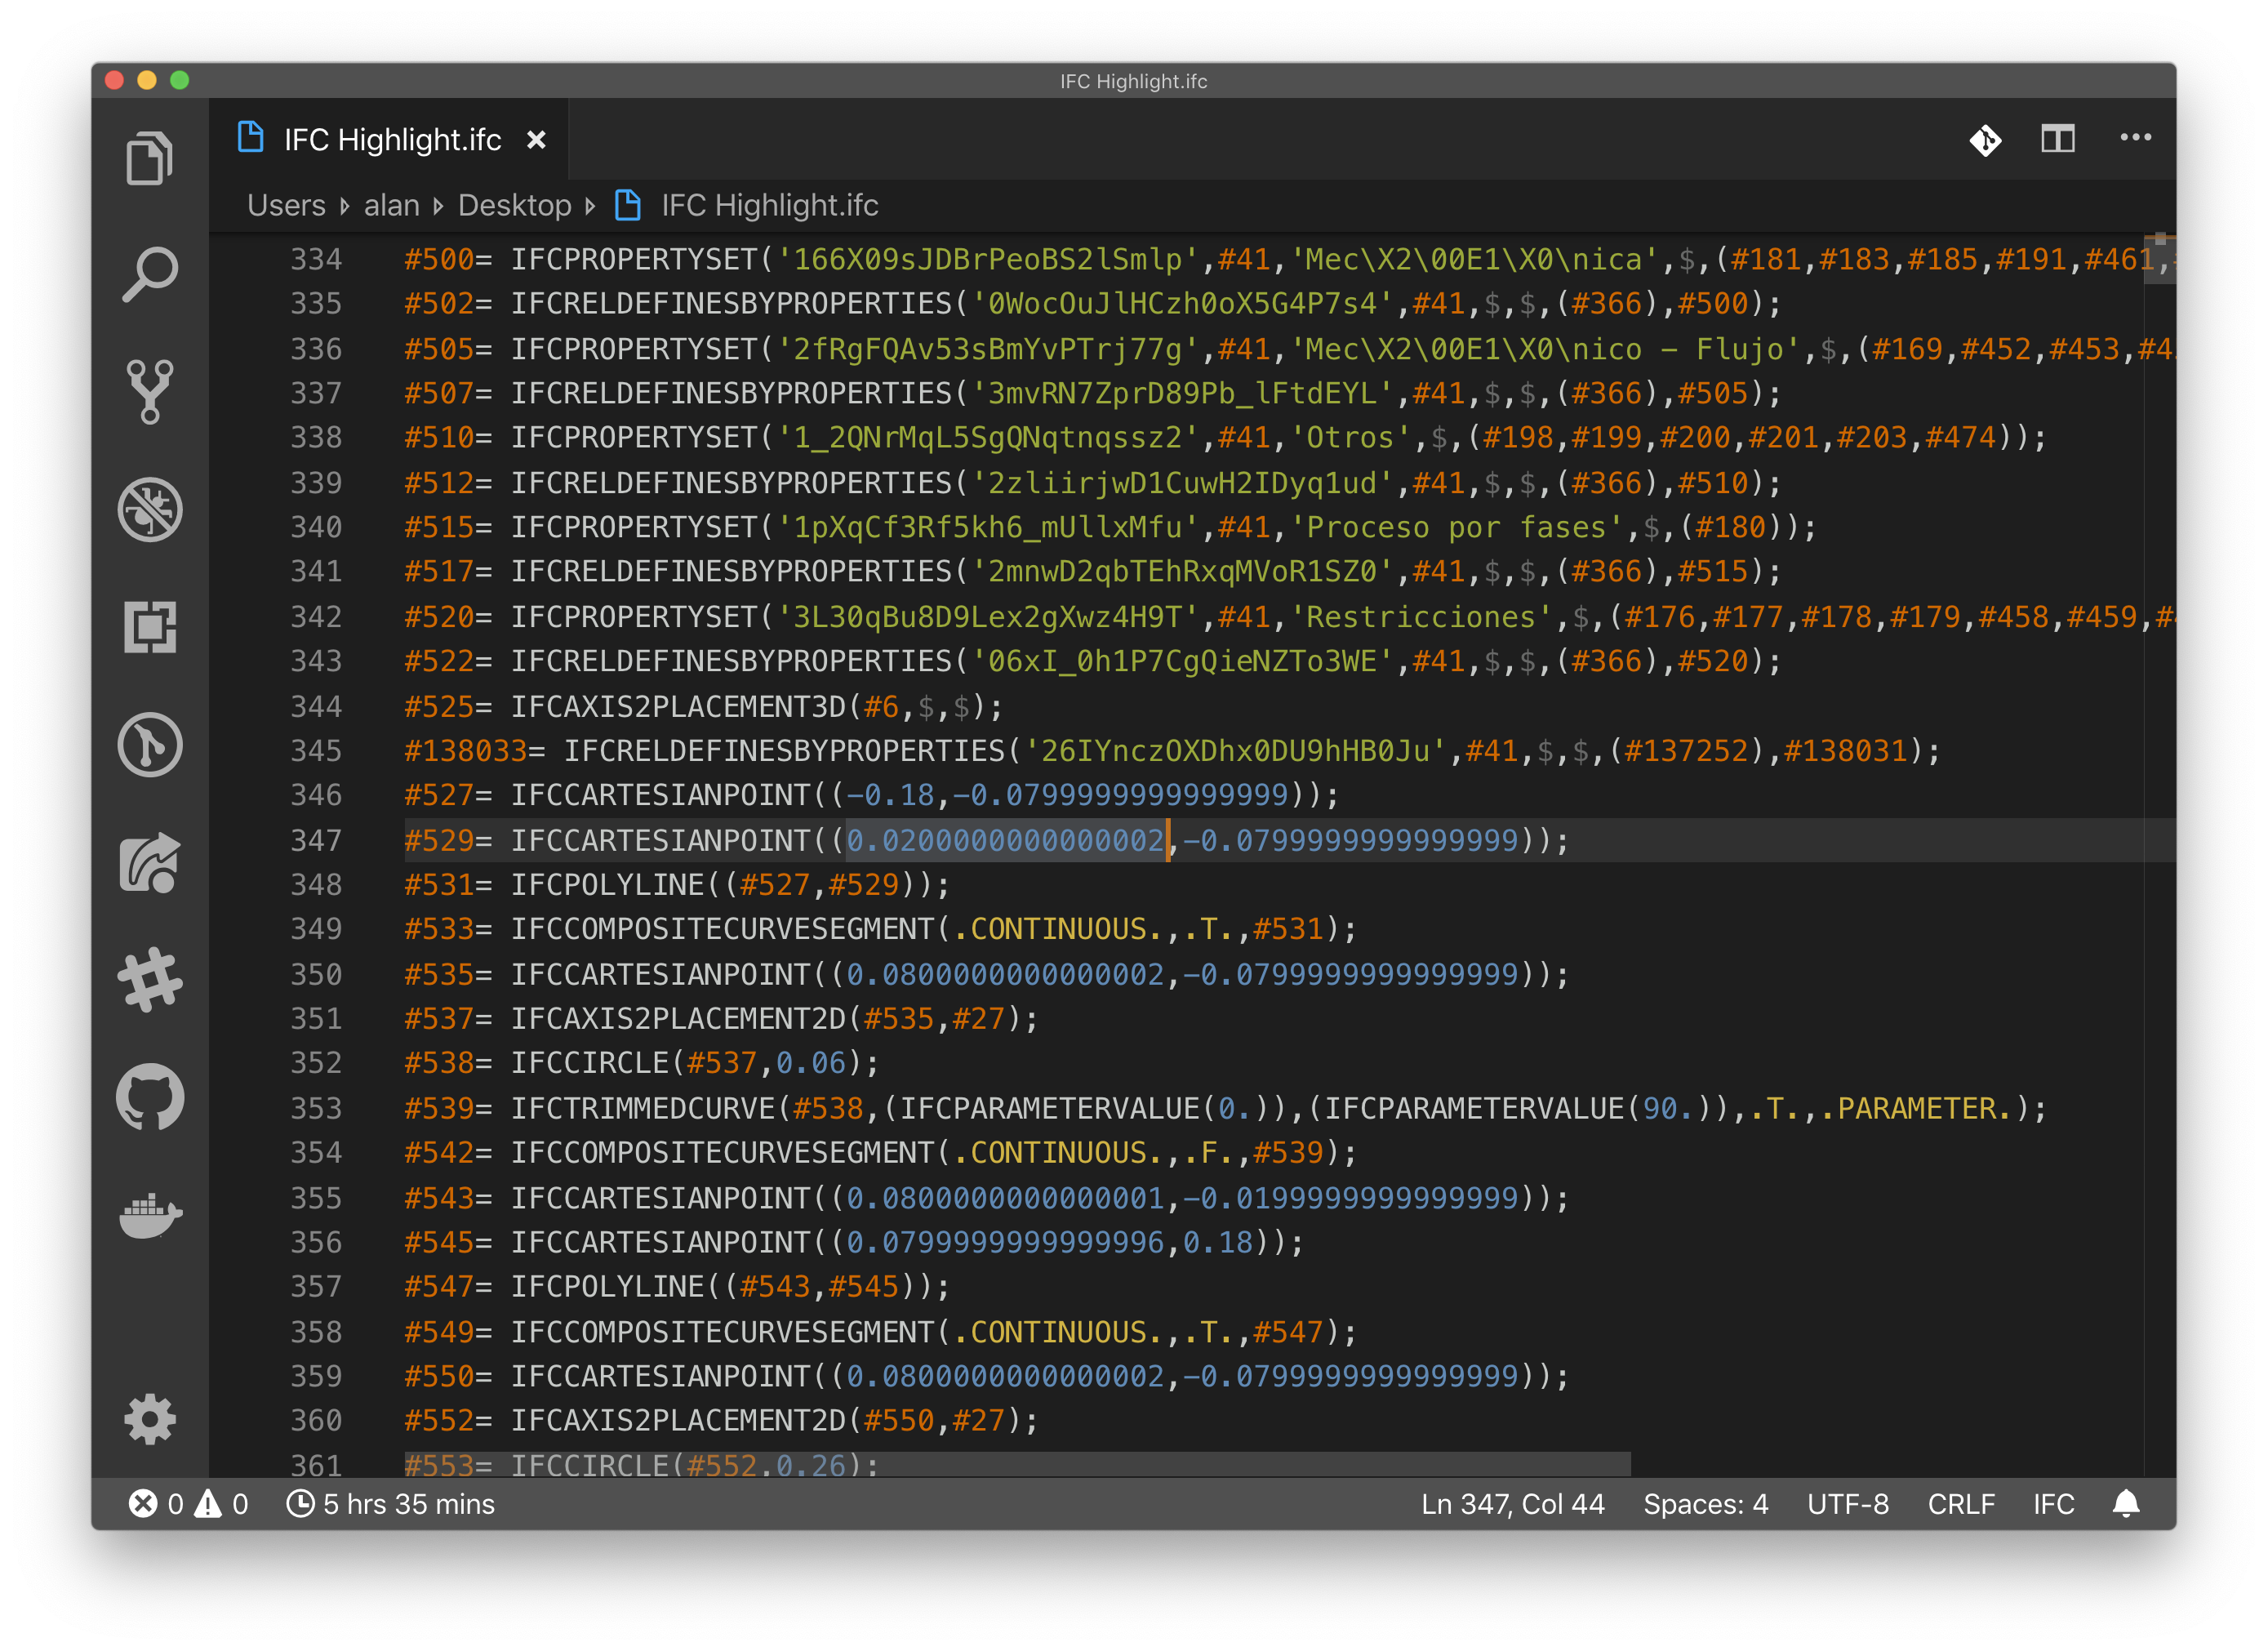 IFC Highlight.ifc
IFC Highlight.ifc
Users alan Desktop IFC Highlight.ifc
334 #500= IFCPROPERTYSET('166X09sJDBrPeoBS2lSmlp',#41,'Mec\X2\00E1\X0\nica',$,(#181,#183,#185,#191,#461,
335 #502= IFCRELDEFINESBYPROPERTIES('0WocOuJlHCzh0oX5G4P7s4',#41,$,$,(#366),#500);
336 #505= IFCPROPERTYSET('2fRgFQAv53sBmYvPTrj77g',#41,'Mec\X2\00E1\X0\nico - Flujo',$,(#169,#452,#453,
337 #507= IFCRELDEFINESBYPROPERTIES('3mvRN7ZprD89Pb_lFtdEYL',#41,$,$,(#366),#505);
338 #510= IFCPROPERTYSET('1_2QNrMqL5SgQNqtnqssz2',#41,'Otros',$,(#198,#199,#200,#201,#203,#474));
339 #512= IFCRELDEFINESBYPROPERTIES('2zliirjwD1CuwH2IDyq1ud',#41,$,$,(#366),#510);
340 #515= IFCPROPERTYSET('1pXqCf3Rf5kh6_mUllxMfu',#41,'Proceso por fases',$,(#180));
341 #517= IFCRELDEFINESBYPROPERTIES('2mnwD2qbTEhRxqMVoR1SZ0',#41,$,$,(#366),#515);
342 #520= IFCPROPERTYSET('3L30qBu8D9Lex2gXwz4H9T',#41,'Restricciones',$,(#176,#177,#178,#179,#458,#459,
343 #522= IFCRELDEFINESBYPROPERTIES('06xI_0h1P7CgQieNZTo3WE',#41,$,$,(#366),#520);
344 #525= IFCAXIS2PLACEMENT3D(#6,$,$);
345 #138033= IFCRELDEFINESBYPROPERTIES('26IYnczOXDhx0DU9hHB0Ju',#41,$,$,(#137252),#138031);
346 #527= IFCCARTESIANPOINT((-0.18,-0.0799999999999999));
347 #529= IFCCARTESIANPOINT((0.0200000000000002,-0.0799999999999999));
348 #531= IFCPOLYLINE((#527,#529));
349 #533= IFCCOMPOSITECURVESEGMENT(.CONTINUOUS.,.T.,#531);
350 #535= IFCCARTESIANPOINT((0.0800000000000002,-0.0799999999999999));
351 #537= IFCAXIS2PLACEMENT2D(#535,#27);
352 #538= IFCCIRCLE(#537,0.06);
353 #539= IFCTRIMMEDCURVE(#538,(IFCPARAMETERVALUE(0.)),(IFCPARAMETERVALUE(90.)),.T.,.PARAMETER.);
354 #542= IFCCOMPOSITECURVESEGMENT(.CONTINUOUS.,.F.,#539);
355 #543= IFCCARTESIANPOINT((0.0800000000000001,-0.0199999999999999));
356 #545= IFCCARTESIANPOINT((0.0799999999999996,0.18));
357 #547= IFCPOLYLINE((#543,#545));
358 #549= IFCCOMPOSITECURVESEGMENT(.CONTINUOUS.,.T.,#547);
359 #550= IFCCARTESIANPOINT((0.0800000000000002,-0.0799999999999999));
360 #552= IFCAXIS2PLACEMENT2D(#550,#27);
361 #553= IFCCIRCLE(#552,0.26);
0 0 5 hrs 35 mins Ln 347, Col 44 Spaces: 4 UTF-8 CRLF IFC